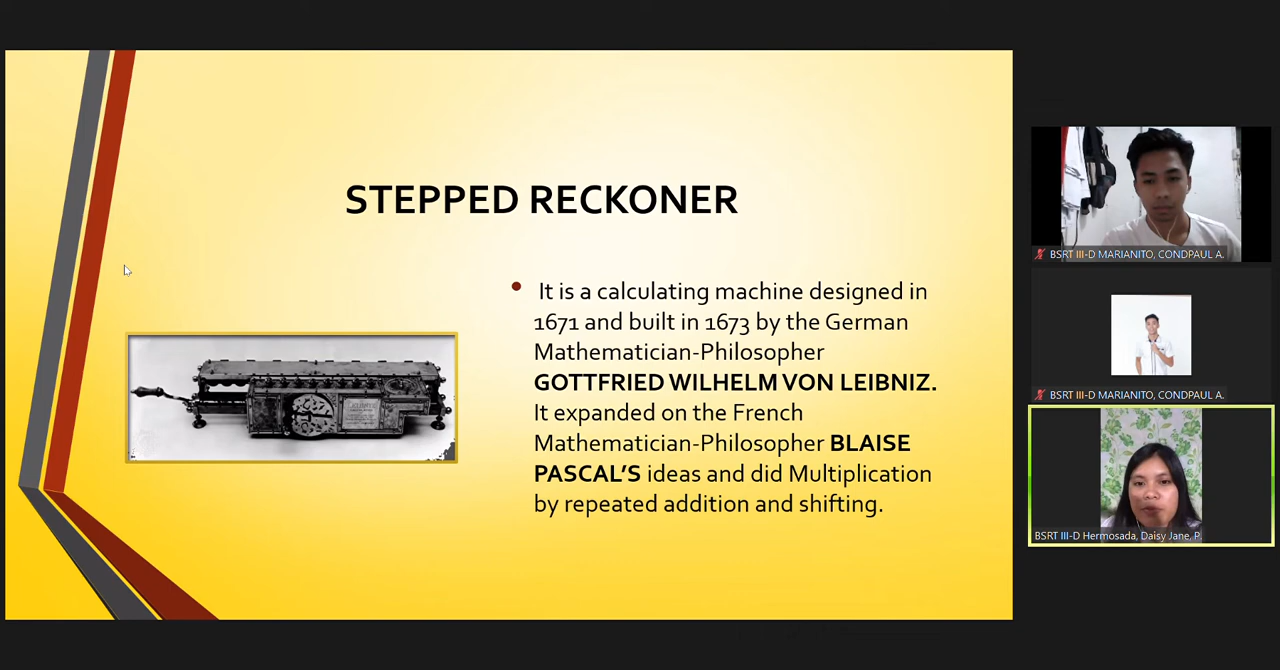 STEPPED RECKONER
• It is a calculating machine designed in
1671 and built in 1673 by the German
Mathematician-Philosopher
GOTTFRIED WILHELM VON LEIBNIZ.
It expanded on the French
Mathematician-Philosopher BLAISE
PASCAL’S ideas and did Multiplication
by repeated addition and shifting.
BSRT III-D MARIANITO, CONDPAUL A.
BSRT III-D MARIANITO, CONDPAUL A.
BSRT III-D Hermosada, Daisy Jane, P.